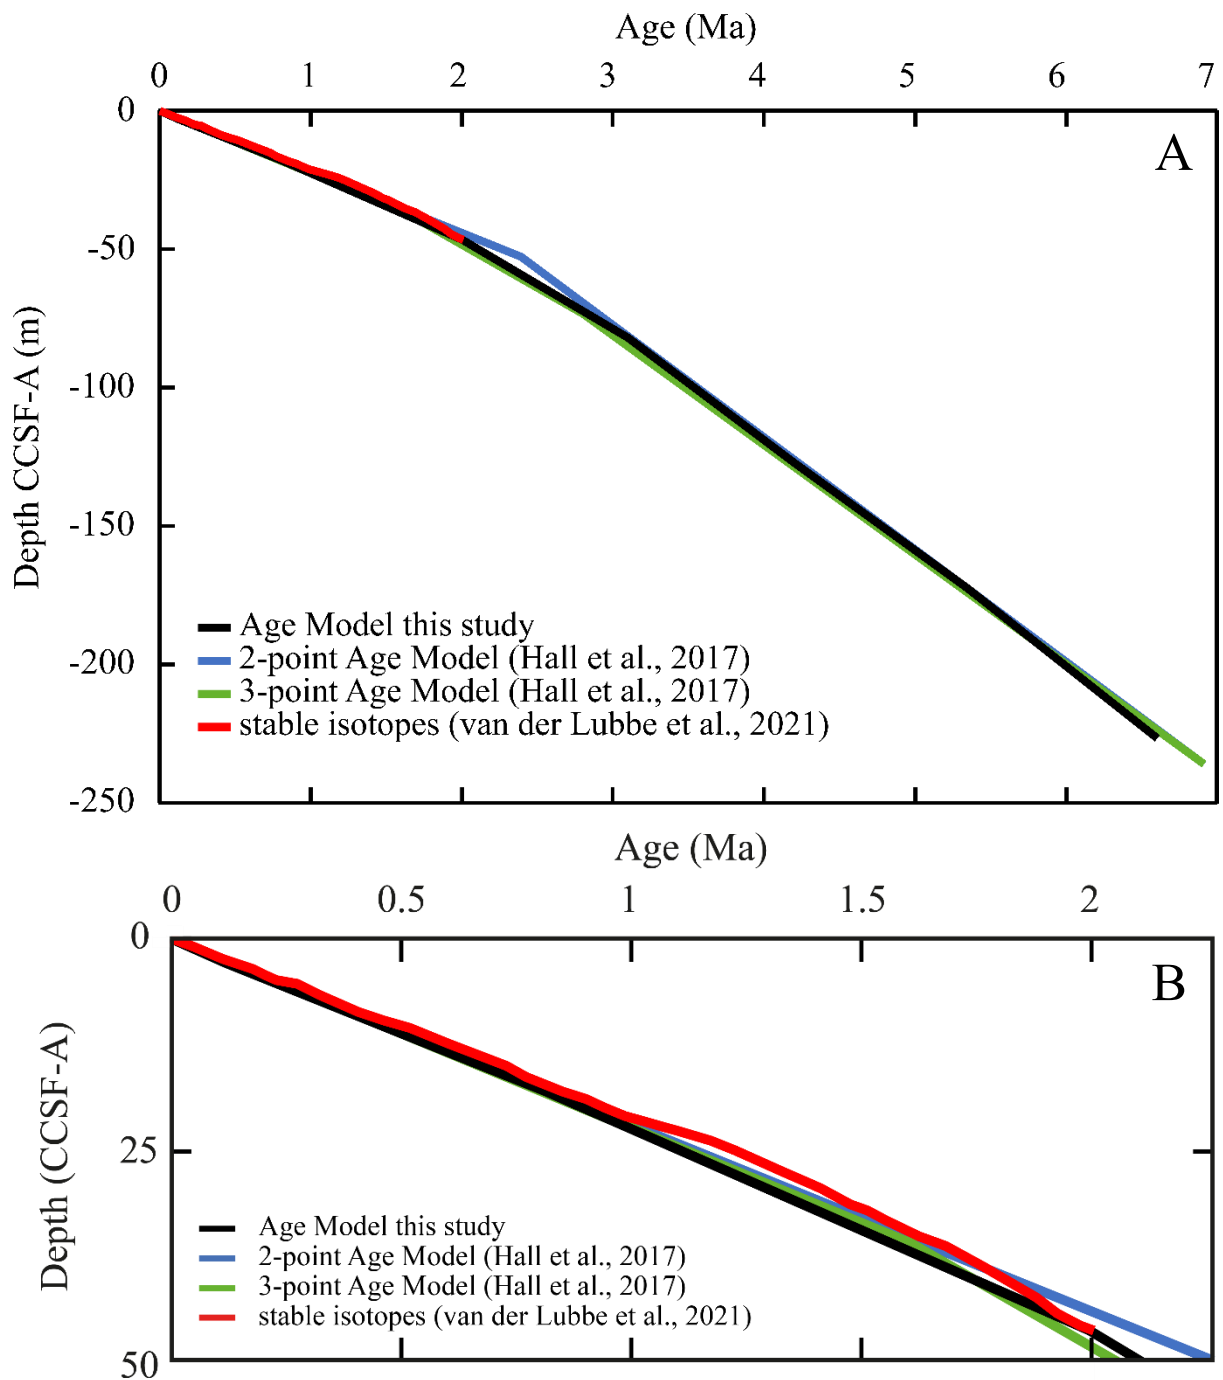 Age (Ma)
0 1 2 3 4 5 6 7
0
A
-50
-100
-150
-200
-250
Depth CCSF-A (m)
Age Model this study
2-point Age Model (Hall et al., 2017)
3-point Age Model (Hall et al., 2017)
stable isotopes (van der Lubbe et al., 2021)
Age (Ma)
0 0.5 1 1.5 2
0
B
25
50
Depth ((CCSF-A)
Age Model this study
2-point Age Model (Hall et al., 2017)
3-point Age Model (Hall et al., 2017)
stable isotopes (van der Lubbe et al., 2021)